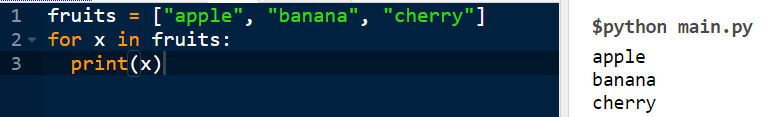 1 fruits = ["apple", "banana", "cherry"]
2 for x in fruits:
3   print(x)
$python main.py
apple
banana
cherry